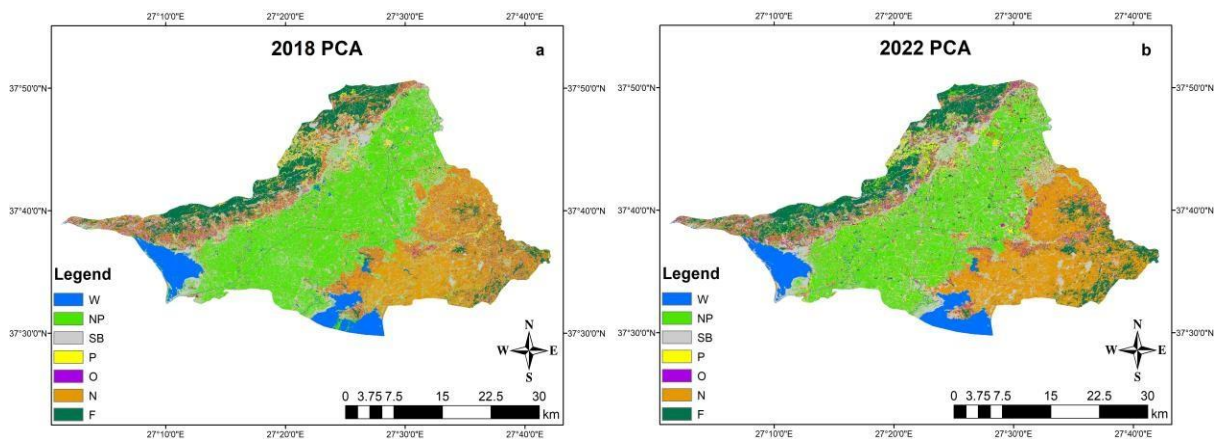 27°10'0"E 27°20'0"E 27°30'0"E 27°40'0"E
2018 PCA a
37°50'0"N 37°50'0"N
37°40'0"N 37°40'0"N
37°30'0"N 37°30'0"N
Legend
W
NP
SB
P
O
N
F
N
W E
S
0 3.75 7.5 15 22.5 30
km
27°10'0"E 27°20'0"E 27°30'0"E 27°40'0"E
27°10'0"E 27°20'0"E 27°30'0"E 27°40'0"E
2022 PCA b
37°50'0"N 37°50'0"N
37°40'0"N 37°40'0"N
37°30'0"N 37°30'0"N
Legend
W
NP
SB
P
O
N
F
N
W E
S
0 3.75 7.5 15 22.5 30
km
27°10'0"E 27°20'0"E 27°30'0"E 27°40'0"E